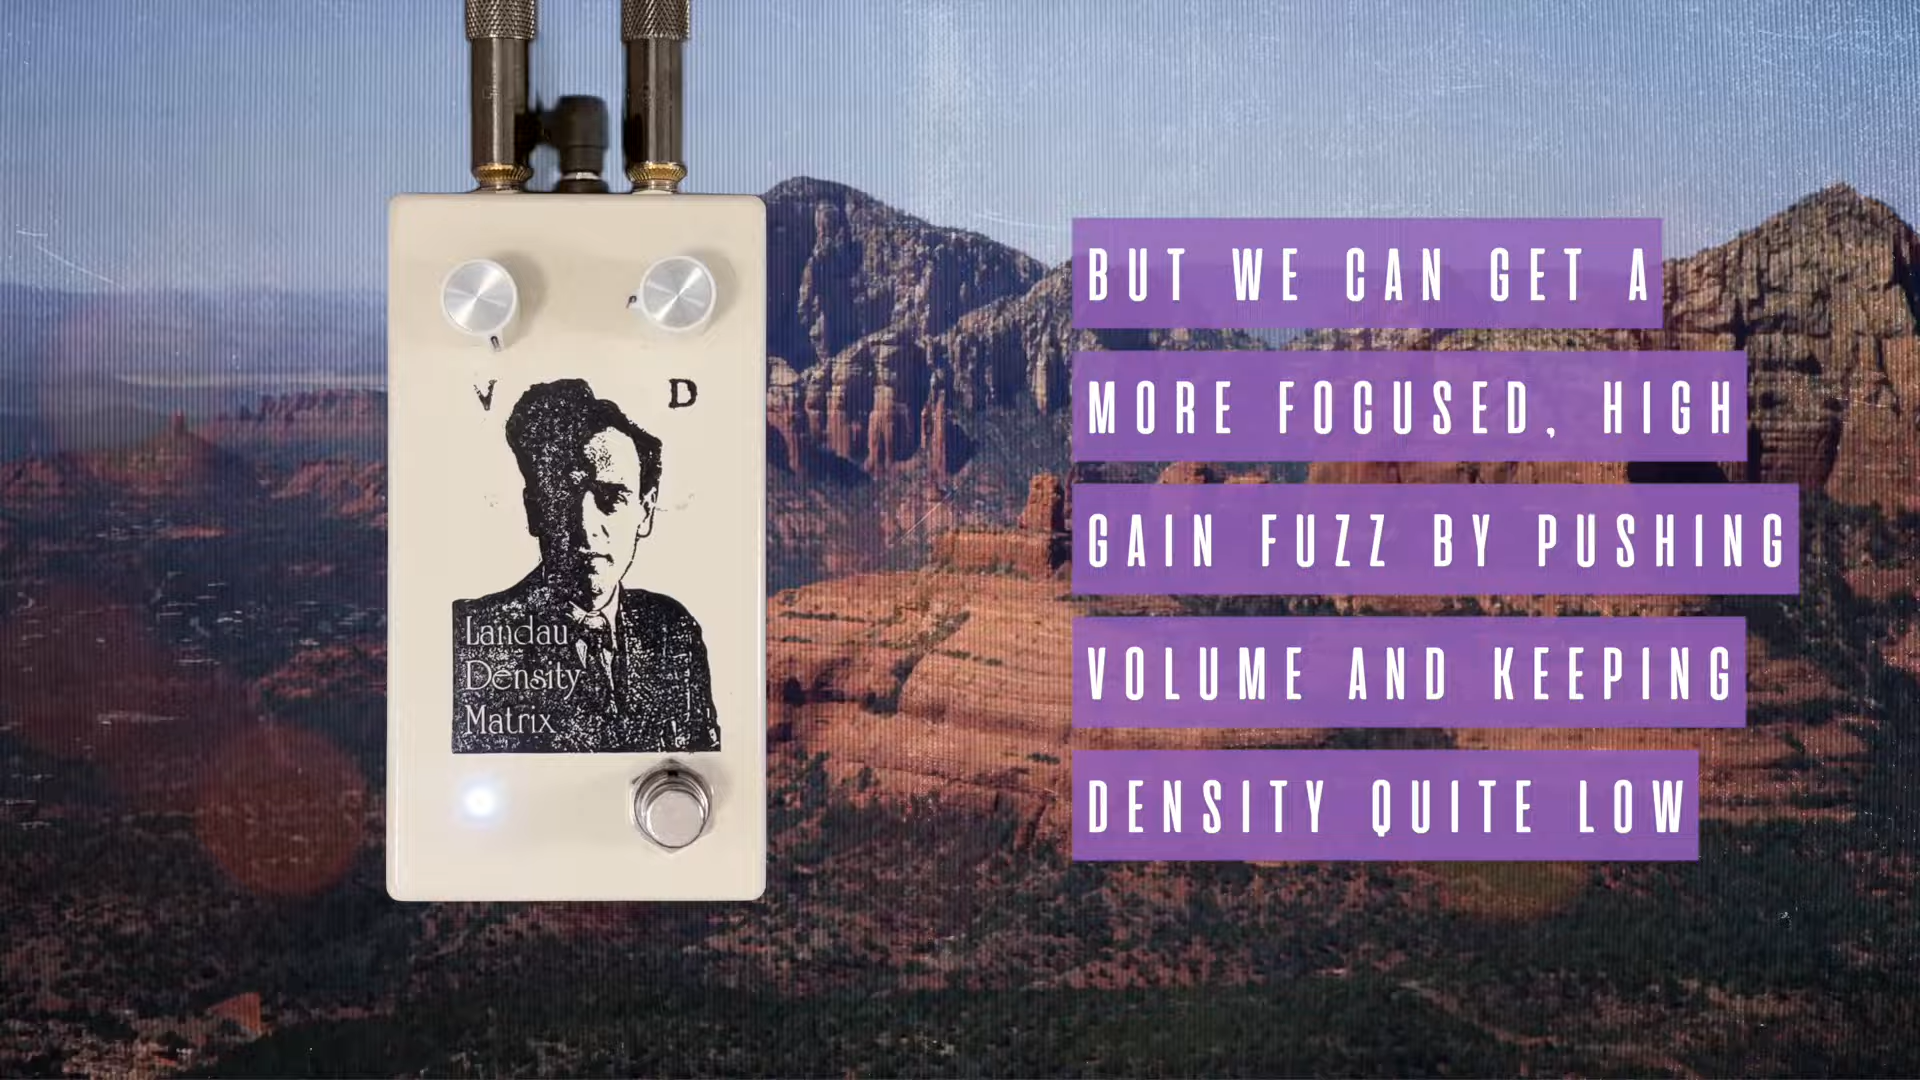 BUT WE CAN GET A
MORE FOCUSED, HIGH
GAIN FUZZ BY PUSHING
VOLUME AND KEEPING
DENSITY QUITE LOW
V D
Landau
Density
Matrix